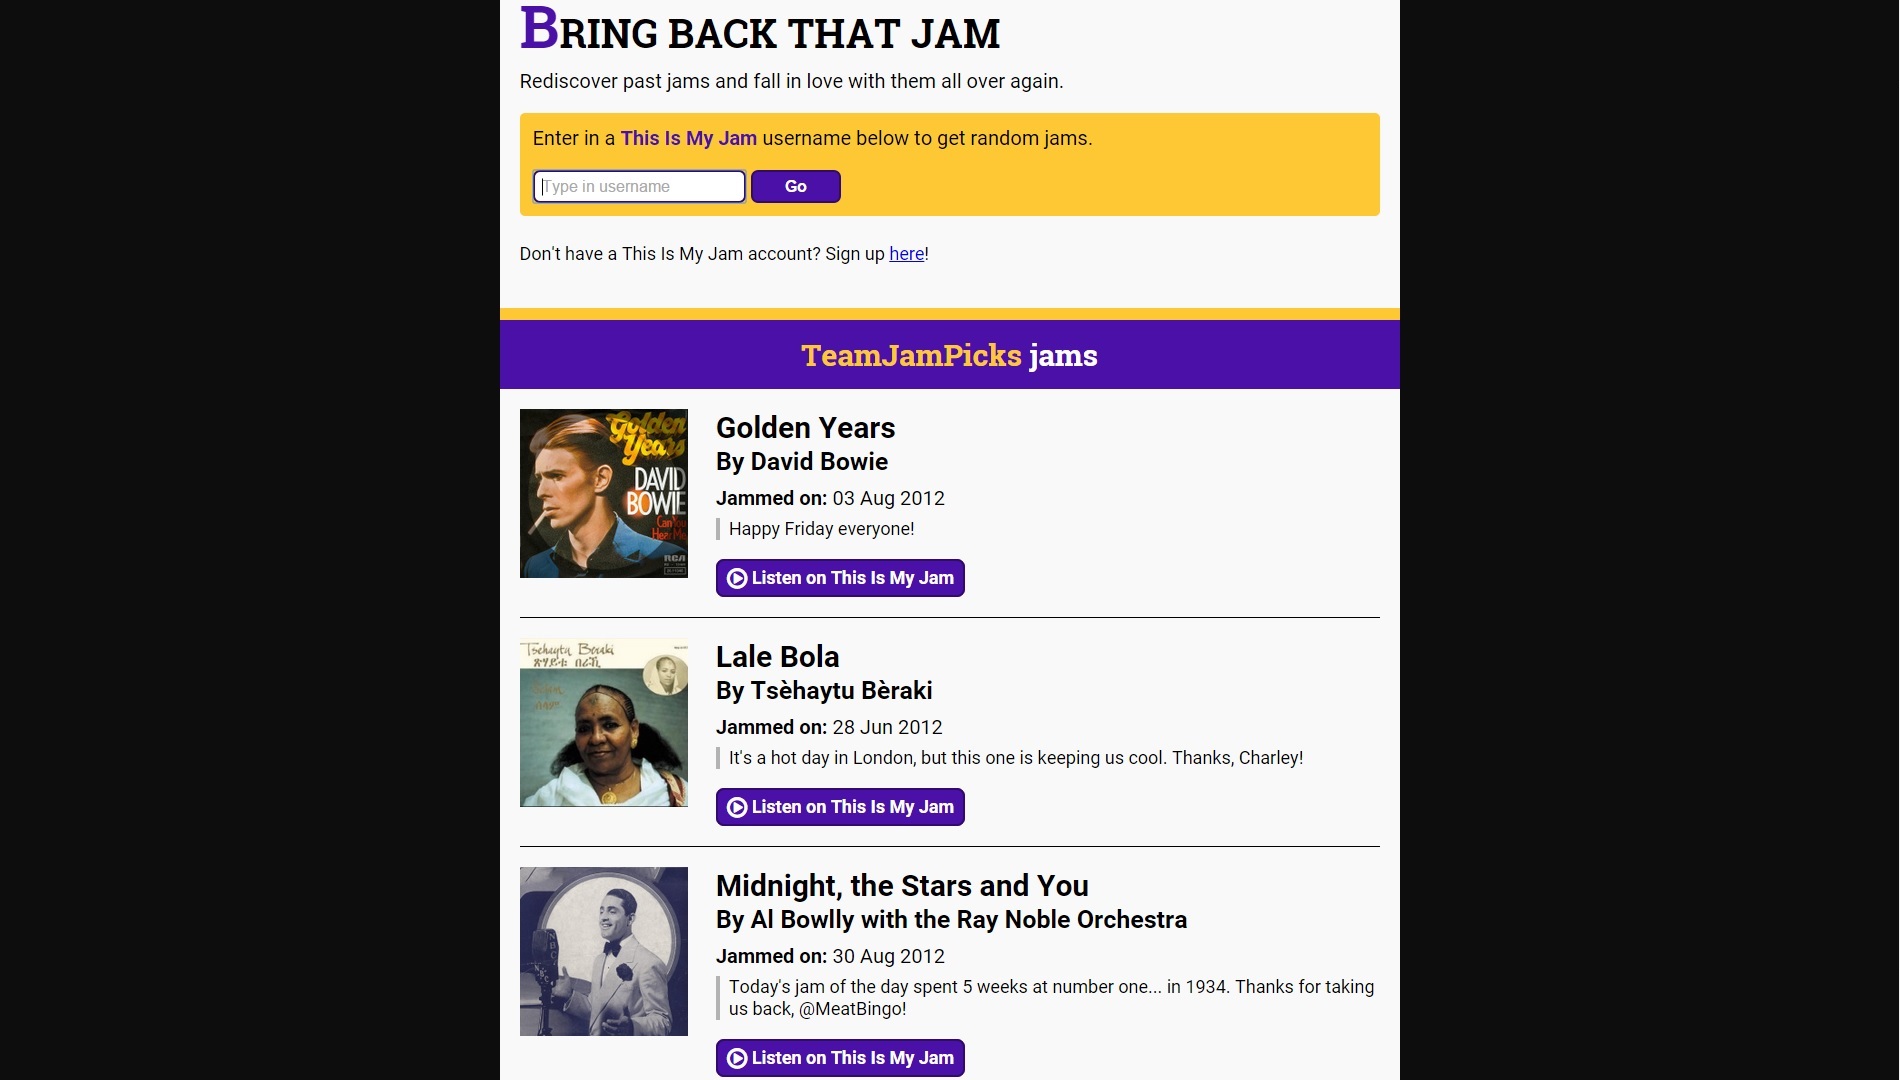 BRING BACK THAT JAM
Rediscover past jams and fall in love with them all over again.
Enter in a This Is My Jam username below to get random jams.
Type in username
Go
Don't have a This Is My Jam account? Sign up here!
TeamJamPicks jams
Golden
Years
DAVID
BOWIE
Can You
Hear Me
RCA
Golden Years
By David Bowie
Jammed on: 03 Aug 2012
Happy Friday everyone!
Listen on This Is My Jam
Tsehaytu Beraki
Lale Bola
By Tsèhaytu Bèraki
Jammed on: 28 Jun 2012
It's a hot day in London, but this one is keeping us cool. Thanks, Charley!
Listen on This Is My Jam
NBC
Midnight, the Stars and You
By Al Bowlly with the Ray Noble Orchestra
Jammed on: 30 Aug 2012
Today's jam of the day spent 5 weeks at number one... in 1934. Thanks for taking
us back, @MeatBingo!
Listen on This Is My Jam